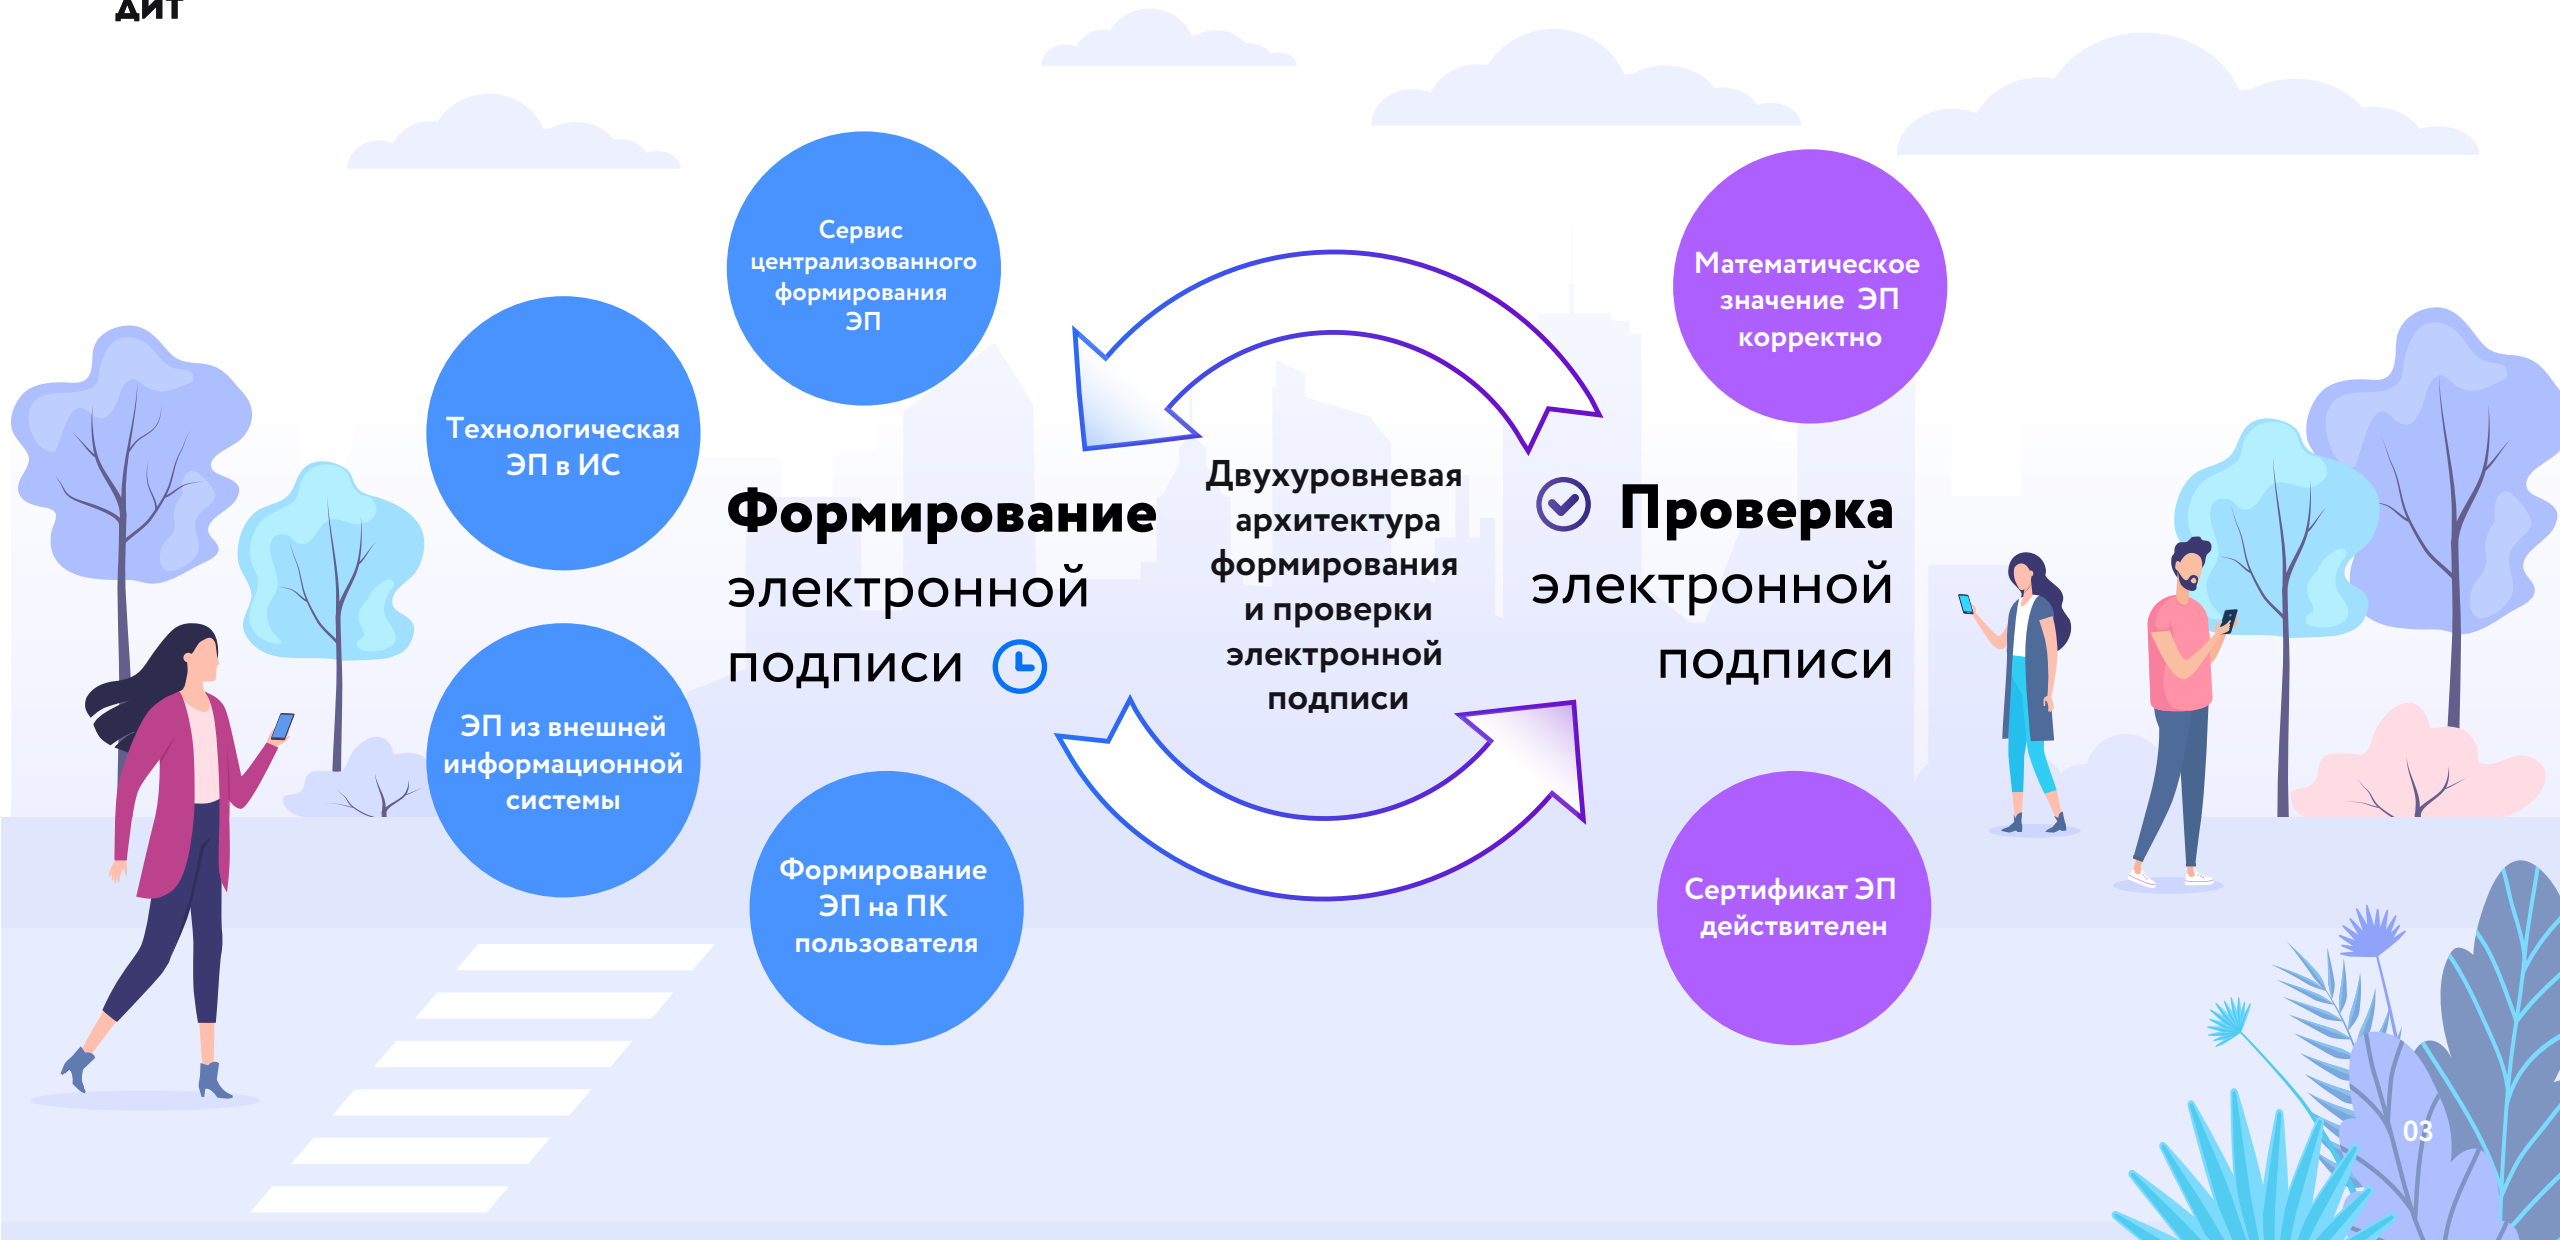 ДИТ
Сервис
централизованного
формирования
ЭП
Технологическая
ЭП в ИС
Формирование
электронной
подписи
ЭП из внешней
информационной
системы
Формирование
ЭП на ПК
пользователя
Двухуровневая
архитектура
формирования
и проверки
электронной
подписи
Математическое
значение ЭП
корректно
Проверка
электронной
подписи
Сертификат ЭП
действителен
03